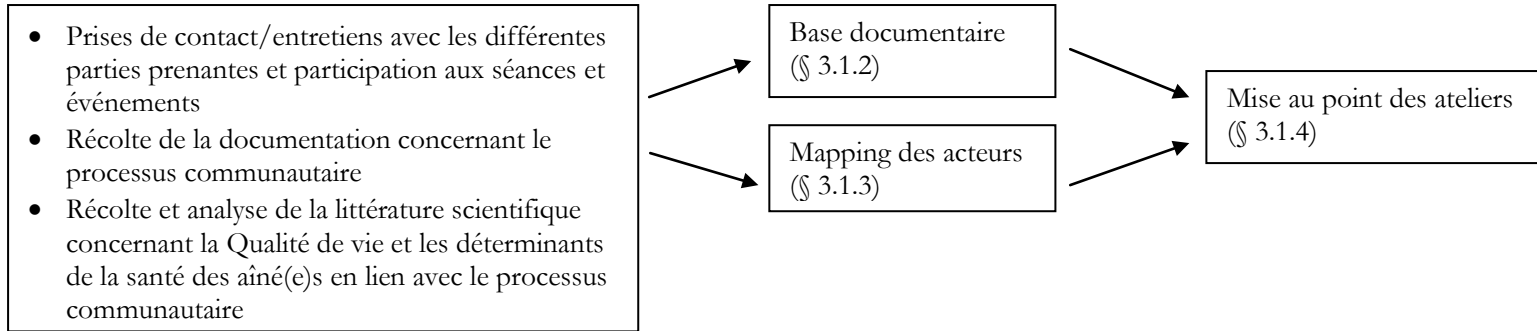 • Prises de contact/entretiens avec les différentes
parties prenantes et participation aux séances et
événements
• Récolte de la documentation concernant le
processus communautaire
• Récolte et analyse de la littérature scientifique
concernant la Qualité de vie et les déterminants
de la santé des aîné(e)s en lien avec le processus
communautaire
Base documentaire
(§ 3.1.2)
Mapping des acteurs
(§ 3.1.3)
Mise au point des ateliers
(§ 3.1.4)